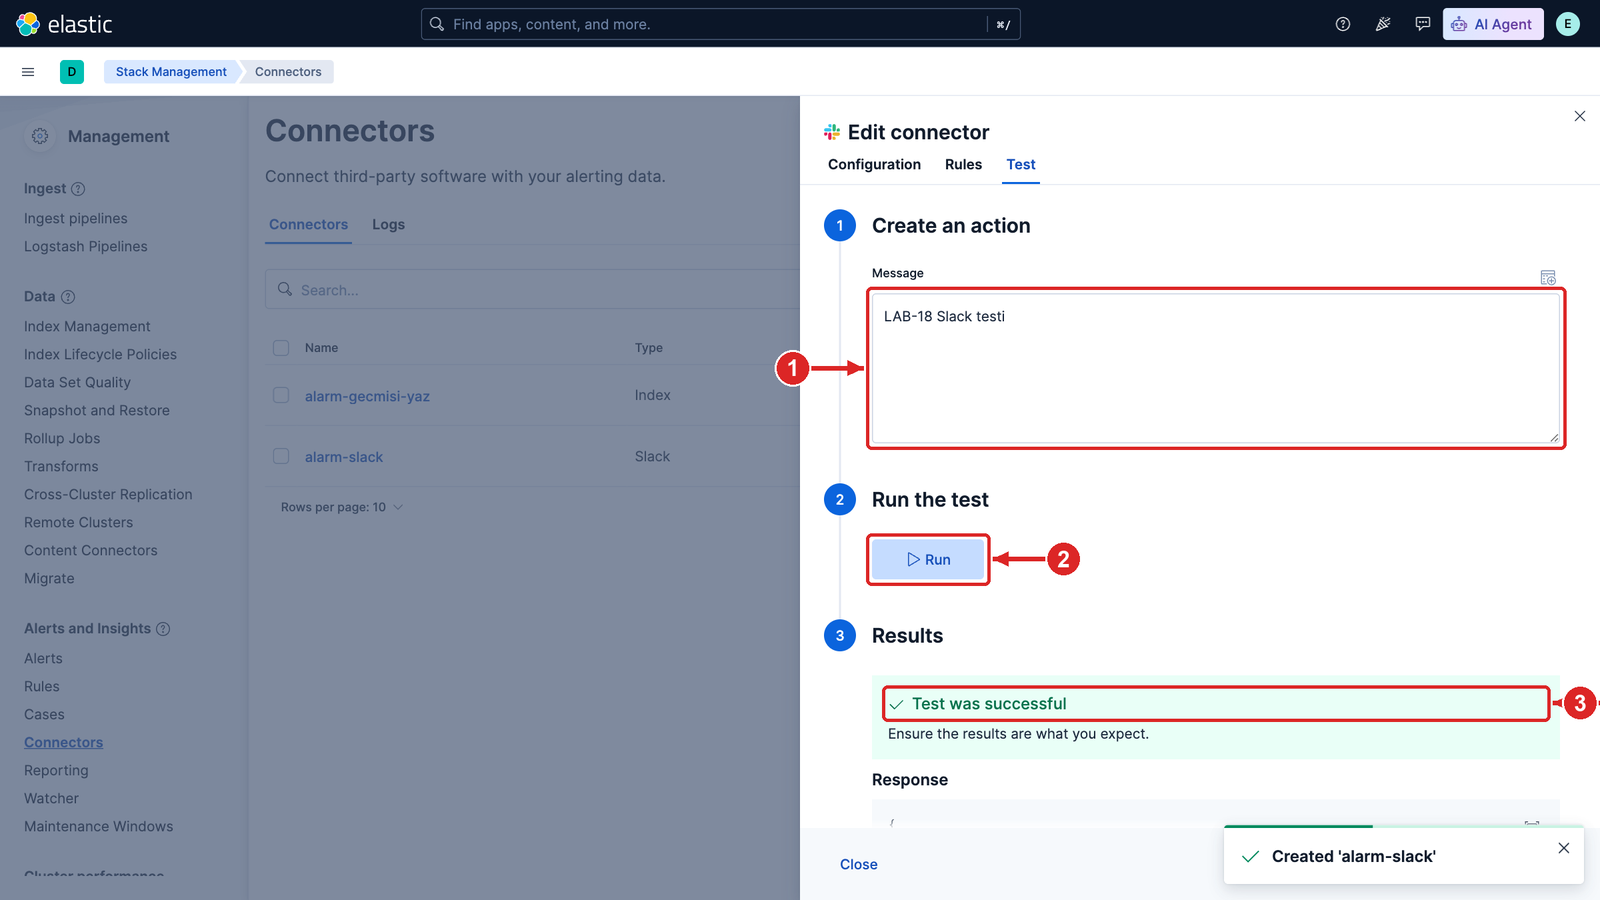 elastic
Find apps, content, and more.
⌘/
AI Agent
E
D
Stack Management
Connectors
Management
Ingest
Ingest pipelines
Logstash Pipelines
Data
Index Management
Index Lifecycle Policies
Data Set Quality
Snapshot and Restore
Rollup Jobs
Transforms
Cross-Cluster Replication
Remote Clusters
Content Connectors
Migrate
Alerts and Insights
Alerts
Rules
Cases
Connectors
Reporting
Watcher
Maintenance Windows
Cluster performance
Connectors
Connect third-party software with your alerting data.
Connectors
Logs
Search...
Name
Type
alarm-gecmisi-yaz
Index
alarm-slack
Slack
Rows per page: 10
Edit connector
Configuration
Rules
Test
1
Create an action
Message
LAB-18 Slack testi
1
2
Run the test
Run
2
3
Results
Test was successful
3
Ensure the results are what you expect.
Response
Close
Created 'alarm-slack'